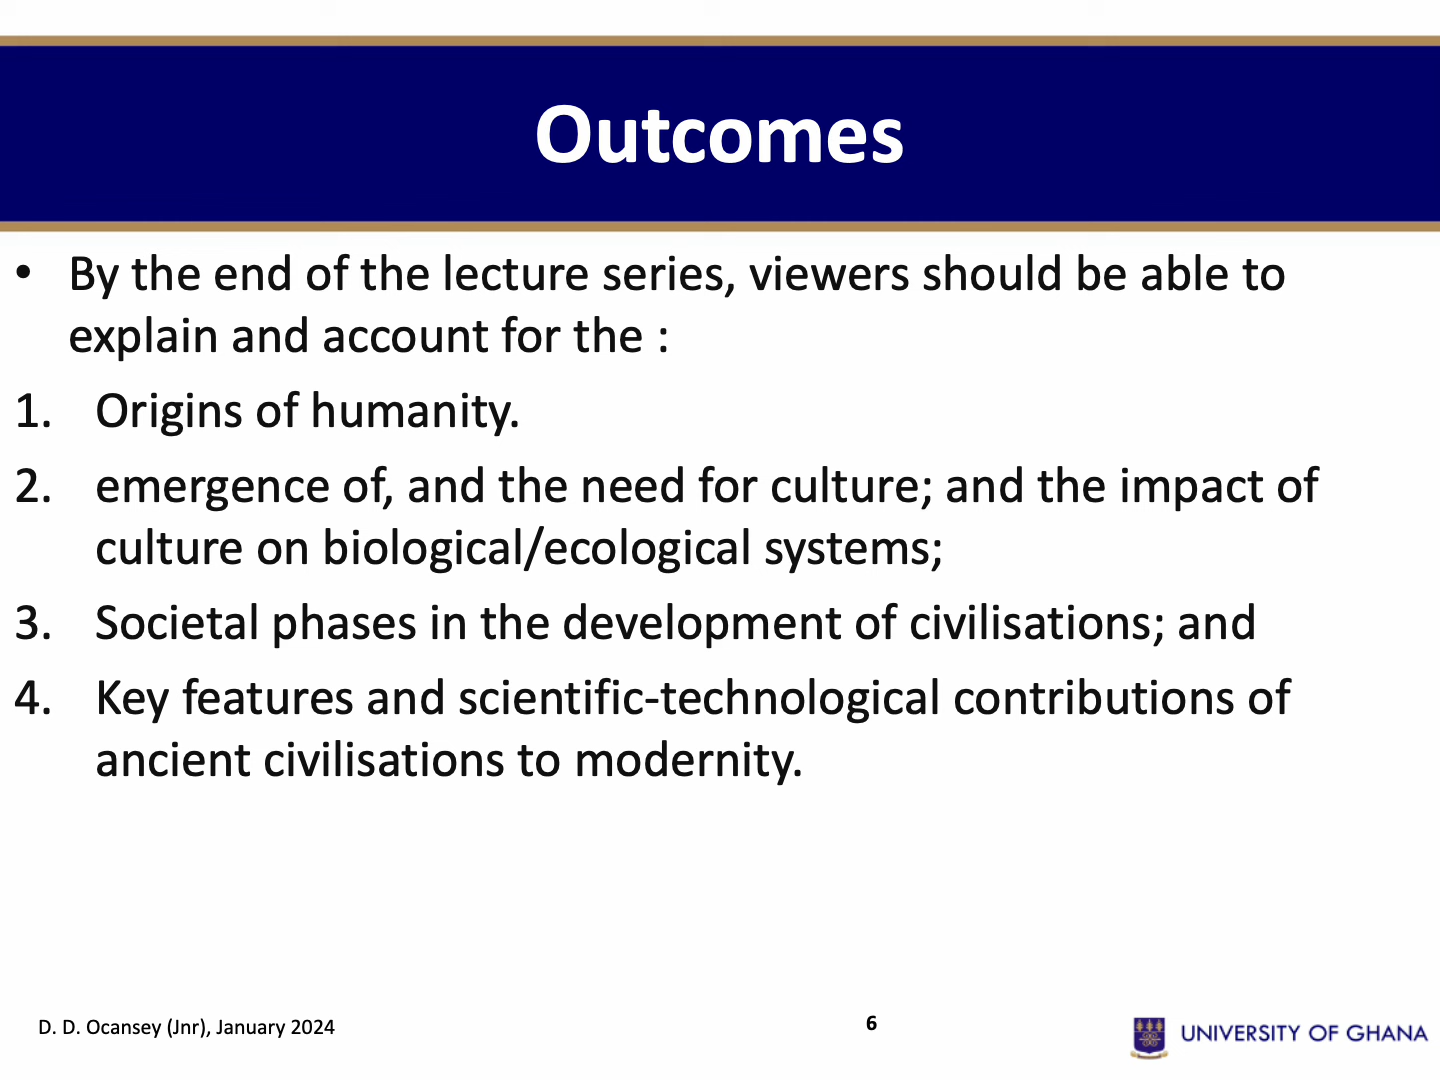 Outcomes
• By the end of the lecture series, viewers should be able to
explain and account for the :
1. Origins of humanity.
2. emergence of, and the need for culture; and the impact of
culture on biological/ecological systems;
3. Societal phases in the development of civilisations; and
4. Key features and scientific-technological contributions of
ancient civilisations to modernity.
D. D. Ocansey (Jnr), January 2024
6
UNIVERSITY OF GHANA